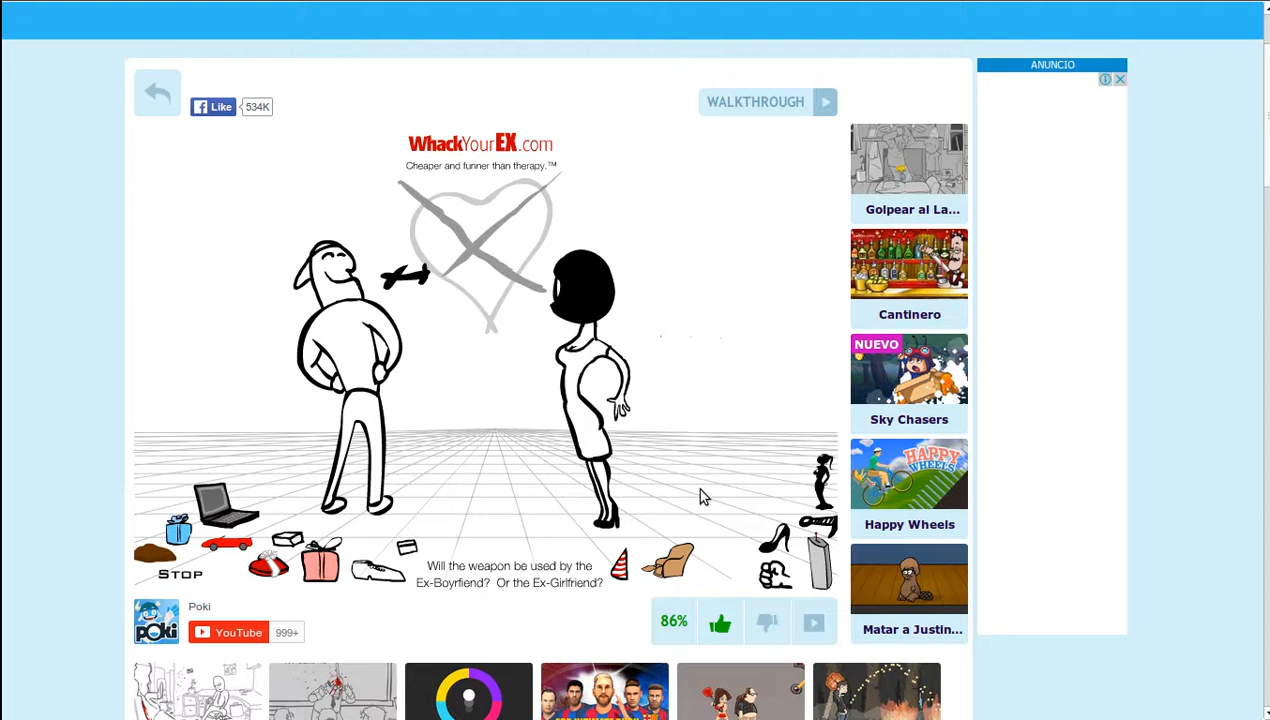 ANUNCIO
Like
534K
WALKTHROUGH
WhackYourEX.com
Cheaper and funner than therapy.™
Golpear al La...
Cantinero
NUEVO
Sky Chasers
HAPPY
WHEELS
Happy Wheels
STOP
Will the weapon be used by the
Ex-Boyrfiend? Or the Ex-Girlfriend?
poki
Poki
YouTube
999+
86%
Matar a Justin...